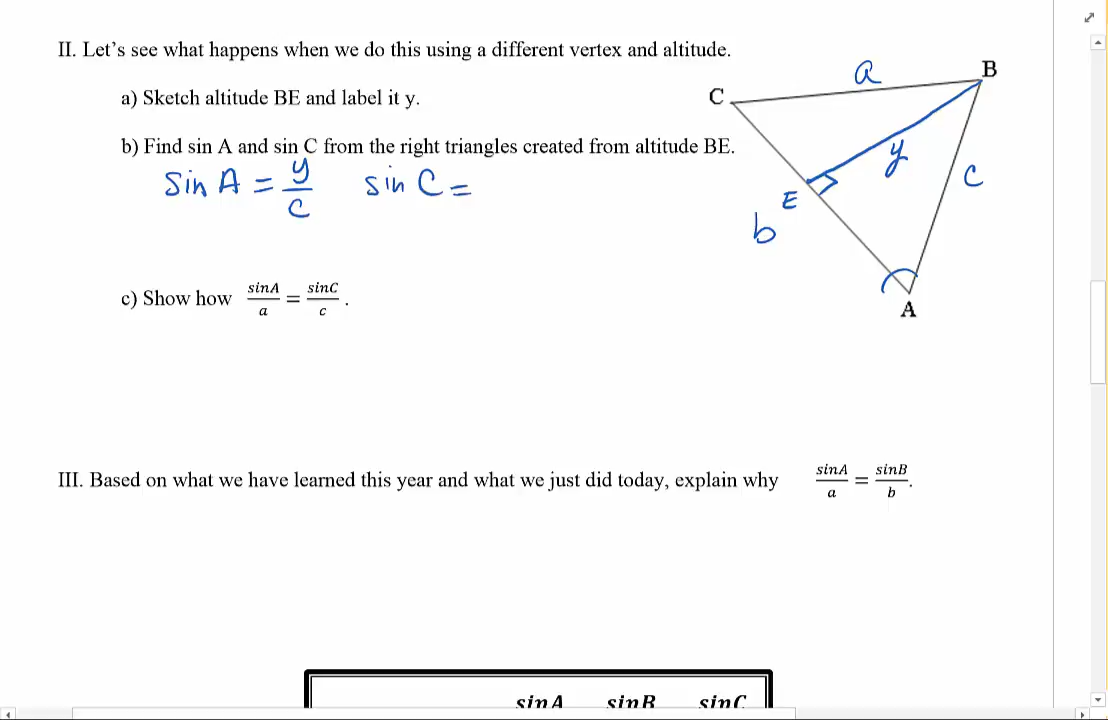 II. Let's see what happens when we do this using a different vertex and altitude.
a) Sketch altitude BE and label it y.
b) Find sin A and sin C from the right triangles created from altitude BE.
sin A = y/c sin C =
c) Show how sinA/a = sinC/c .
a
B
C
y
c
E
b
A
III. Based on what we have learned this year and what we just did today, explain why sinA/a = sinB/b.
sin A sin B sin C